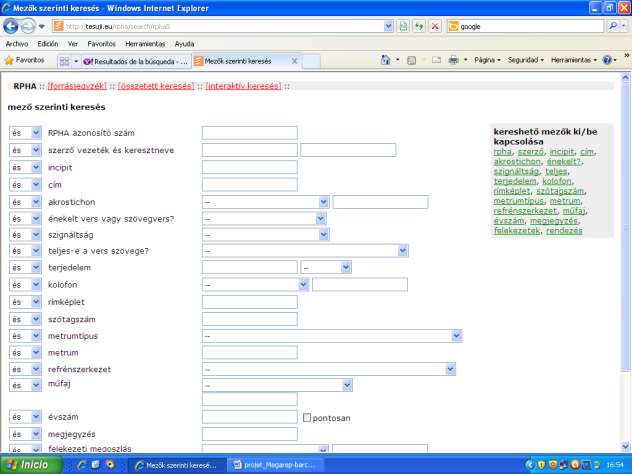 Mezők szerinti keresés - Windows Internet Explorer
http://tesuji.eu/rpha/search/rpha5
google
Archivo Edición Ver Favoritos Herramientas Ayuda
Favoritos
Resultados de la búsqueda - ...
Mezők szerinti keresés
Página Seguridad Herramientas
RPHA :: [forrásjegyzék] :: [összetett keresés] :: [interaktív keresés] ::
mező szerinti keresés
és RPHA azonosító szám
és szerző vezeték és keresztneve
és incipit
és cím
és akrosztichon --
és énekelt vers vagy szövegvers? --
és szignáltság --
és teljes-e a vers szövege? --
és terjedelem --
és kolofon --
és rímképlet
és szótagszám
és metrumtípus --
és metrum
és refrénszerkezet --
és műfaj --
és évszám pontosan
és megjegyzés
és felekezeti megoszlás --
kereshető mezők ki/be
kapcsolása
rpha, szerző, incipit, cím,
akrostichon, énekelt?,
szignáltság, teljes,
terjedelem, kolofon,
rímképlet, szótagszám,
metrumtípus, metrum,
refrénszerkezet, műfaj,
évszám, megjegyzés,
felekezetek, rendezés
Inicio
Mezők szerinti keresé...
projet_Megarep-barc...
16:54